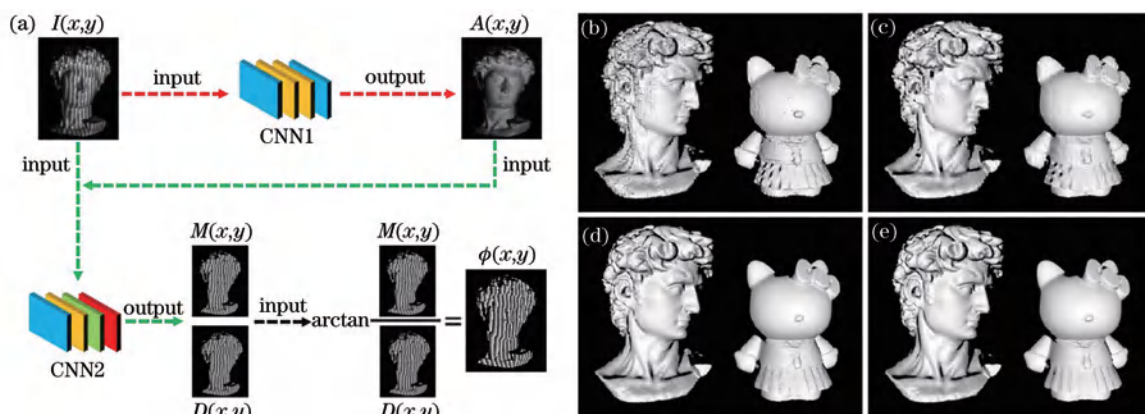 (a)
I(x,y)
A(x,y)
input
output
CNN1
input
input
M(x,y)
M(x,y)
ϕ(x,y)
output
input
arctan
=
CNN2
D(x,y)
D(x,y)
(b)
(c)
(d)
(e)